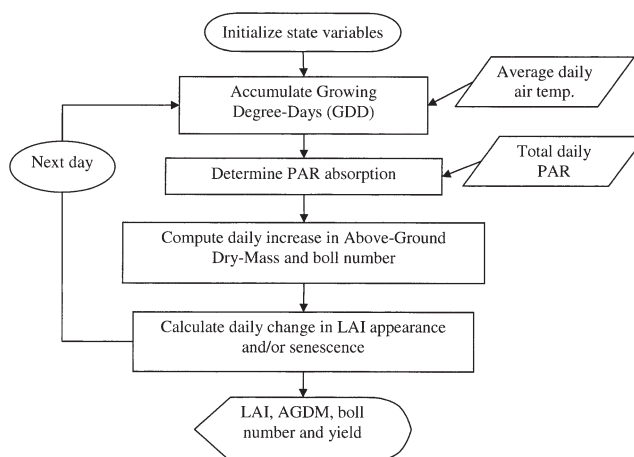 Initialize state variables
Average daily
air temp.
Accumulate Growing
Degree-Days (GDD)
Next day
Total daily
PAR
Determine PAR absorption
Compute daily increase in Above-Ground
Dry-Mass and boll number
Calculate daily change in LAI appearance
and/or senescence
LAI, AGDM, boll
number and yield